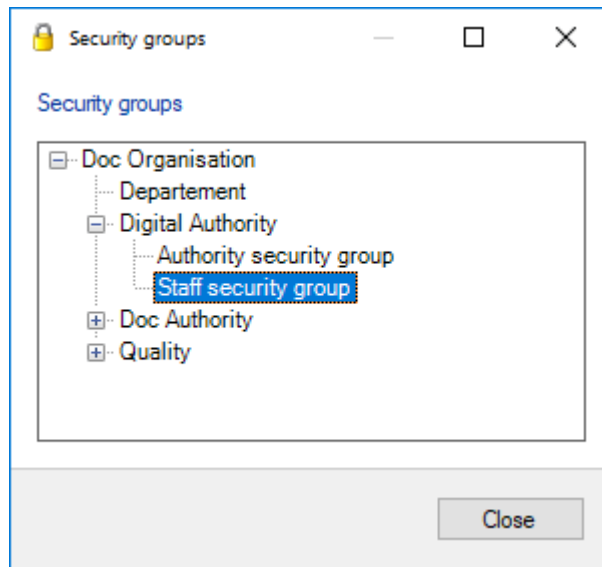 Security groups
Security groups
Doc Organisation
Departement
Digital Authority
Authority security group
Staff security group
Doc Authority
Quality
Close